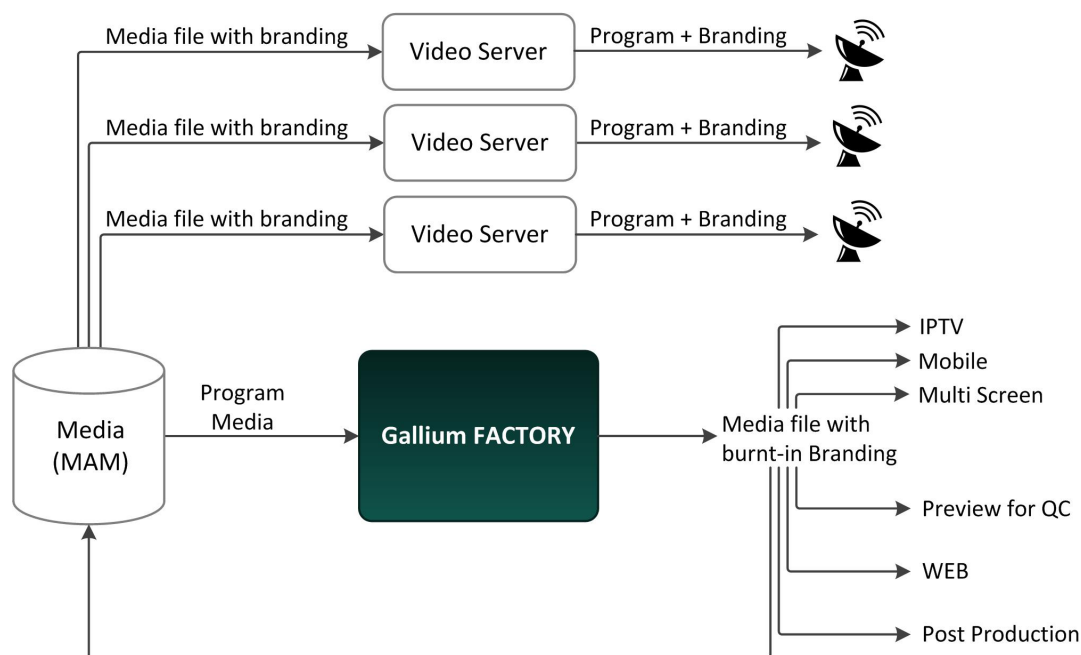 Media file with branding
Video Server
Program + Branding
Media file with branding
Video Server
Program + Branding
Media file with branding
Video Server
Program + Branding
IPTV
Mobile
Multi Screen
Program
Media
Media
(MAM)
Gallium FACTORY
Media file with
burnt-in Branding
Preview for QC
WEB
Post Production